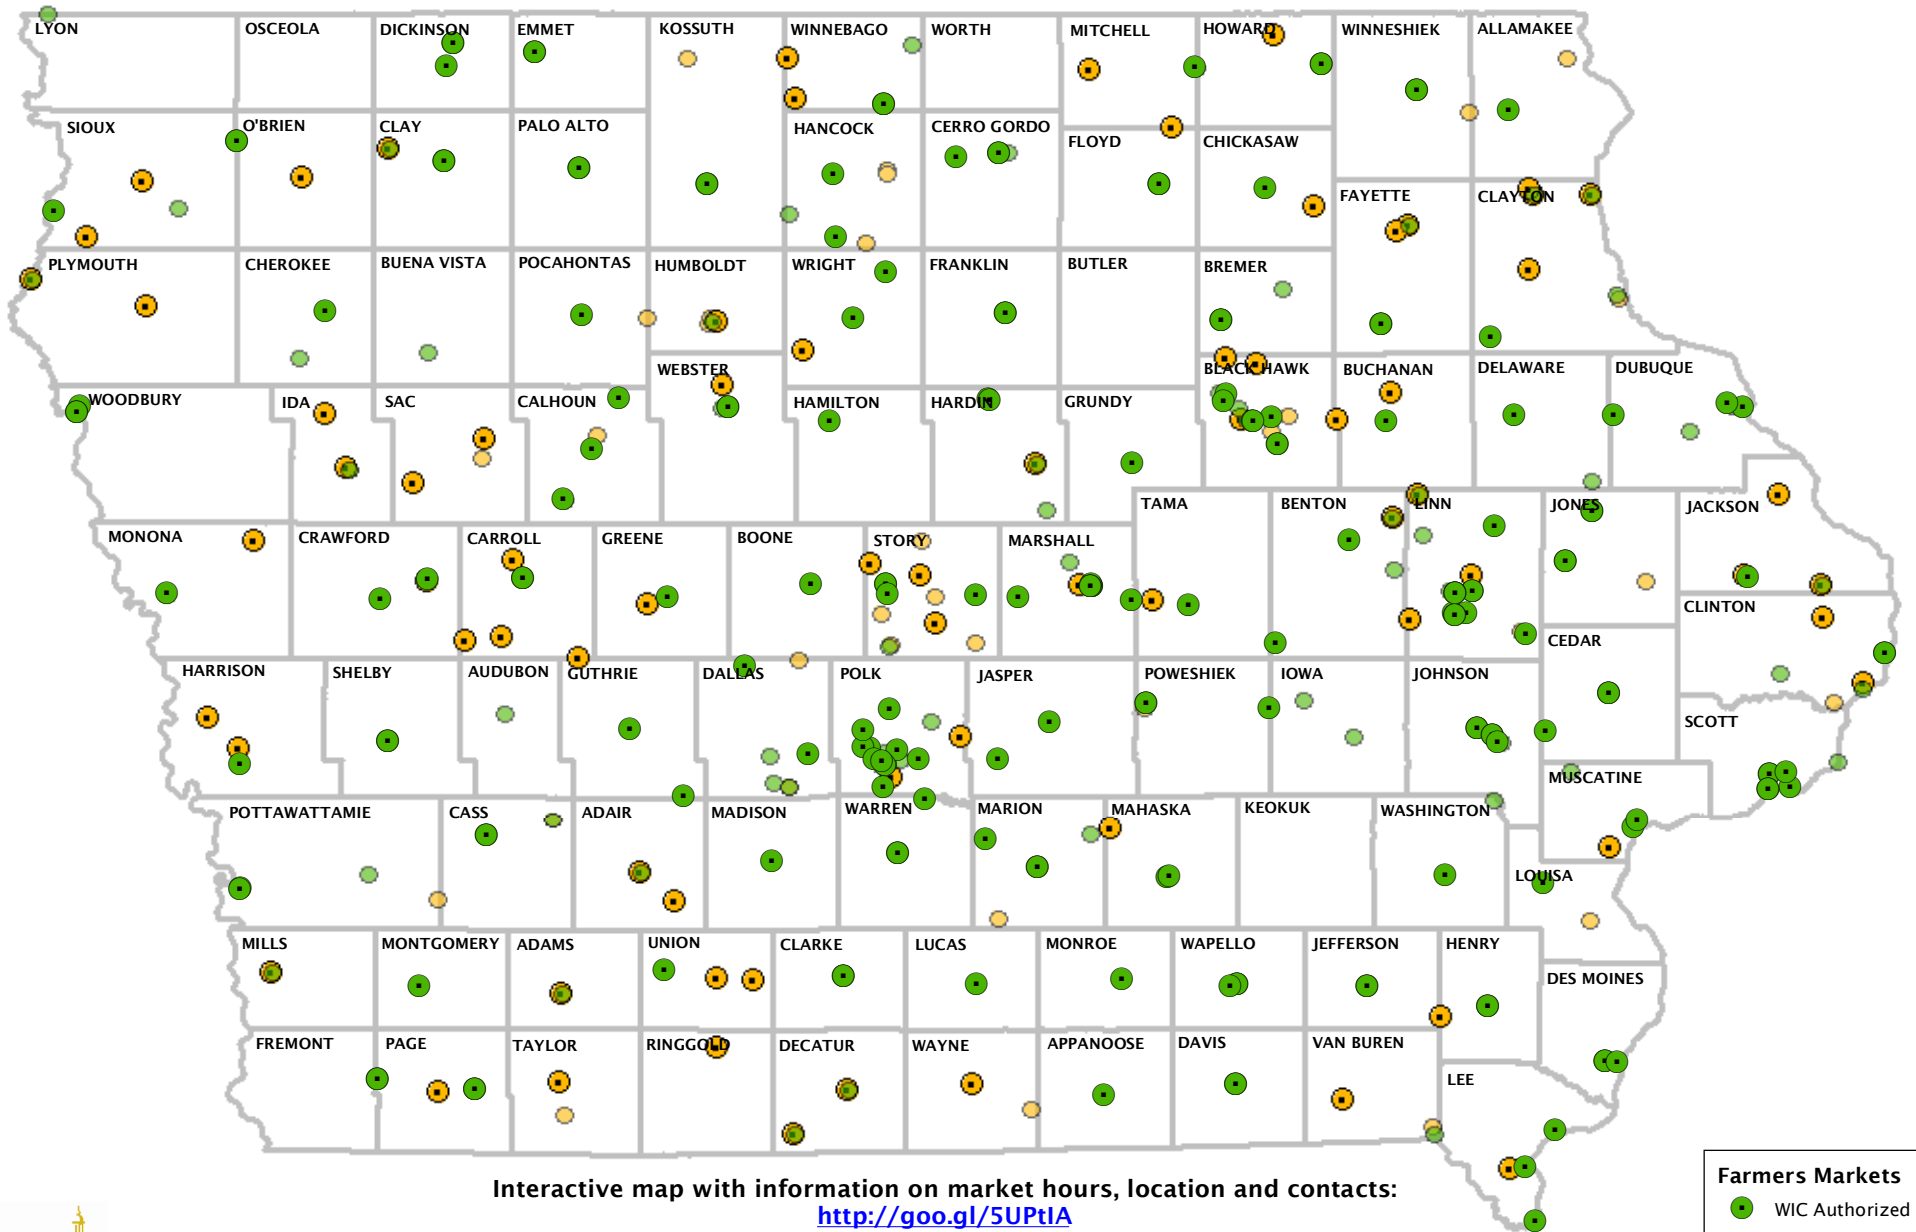 LYON OSCEOLA DICKINSON EMMET KOSSUTH WINNEBAGO WORTH MITCHELL HOWARD WINNESHIEK ALLAMAKEE
SIOUX O'BRIEN CLAY PALO ALTO HANCOCK CERRO GORDO FLOYD CHICKASAW
FAYETTE CLAYTON
PLYMOUTH CHEROKEE BUENA VISTA POCAHONTAS HUMBOLDT WRIGHT FRANKLIN BUTLER BREMER
WEBSTER BLACK HAWK BUCHANAN DELAWARE DUBUQUE
WOODBURY IDA SAC CALHOUN HAMILTON HARDIN GRUNDY
TAMA BENTON LINN JONES JACKSON
MONONA CRAWFORD CARROLL GREENE BOONE STORY MARSHALL
CLINTON
CEDAR
HARRISON SHELBY AUDUBON GUTHRIE DALLAS POLK JASPER POWESHIEK IOWA JOHNSON
SCOTT
MUSCATINE
POTTAWATTAMIE CASS ADAIR MADISON WARREN MARION MAHASKA KEOKUK WASHINGTON
LOUISA
MILLS MONTGOMERY ADAMS UNION CLARKE LUCAS MONROE WAPELLO JEFFERSON HENRY
DES MOINES
FREMONT PAGE TAYLOR RINGGOLD DECATUR WAYNE APPANOOSE DAVIS VAN BUREN
LEE
Interactive map with information on market hours, location and contacts:
http://goo.gl/5UPtIA
Farmers Markets
WIC Authorized